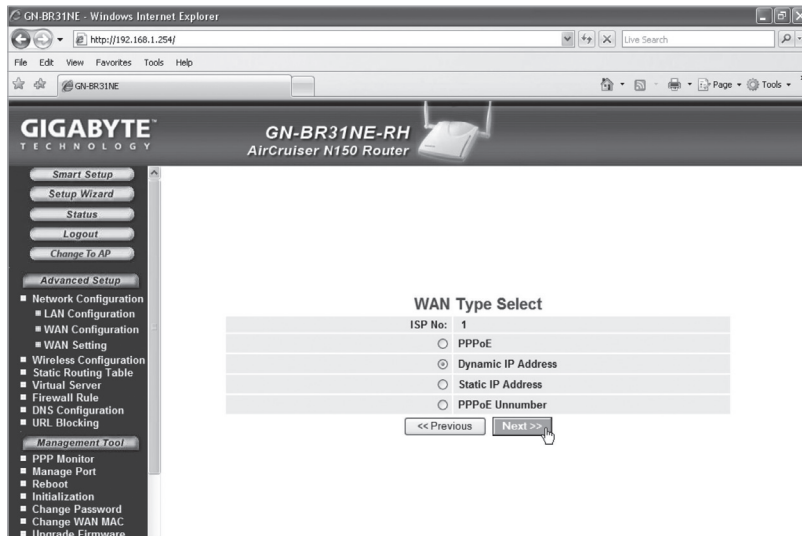 GN-BR31NE - Windows Internet Explorer
http://192.168.1.254/
Live Search
File Edit View Favorites Tools Help
GN-BR31NE
Page
Tools
GIGABYTE™
TECHNOLOGY
GN-BR31NE-RH
AirCruiser N150 Router
Smart Setup
Setup Wizard
Status
Logout
Change To AP
Advanced Setup
Network Configuration
LAN Configuration
WAN Configuration
WAN Setting
Wireless Configuration
Static Routing Table
Virtual Server
Firewall Rule
DNS Configuration
URL Blocking
Management Tool
PPP Monitor
Manage Port
Reboot
Initialization
Change Password
Change WAN MAC
Upgrade Firmware
WAN Type Select
ISP No: 1
PPPoE
Dynamic IP Address
Static IP Address
PPPoE Unnumber
<< Previous Next >>